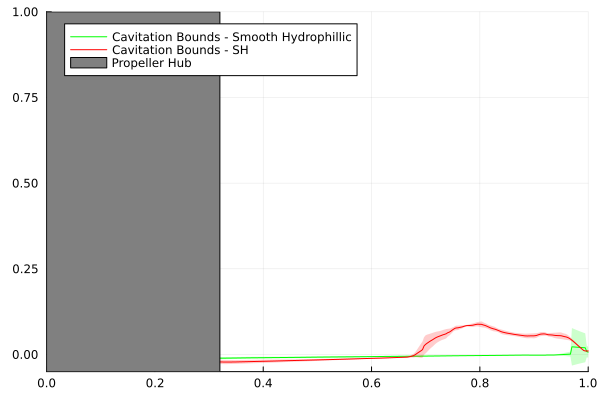 1.00
Cavitation Bounds - Smooth Hydrophillic
Cavitation Bounds - SH
Propeller Hub
0.75
0.50
0.25
0.00
0.0 0.2 0.4 0.6 0.8 1.0